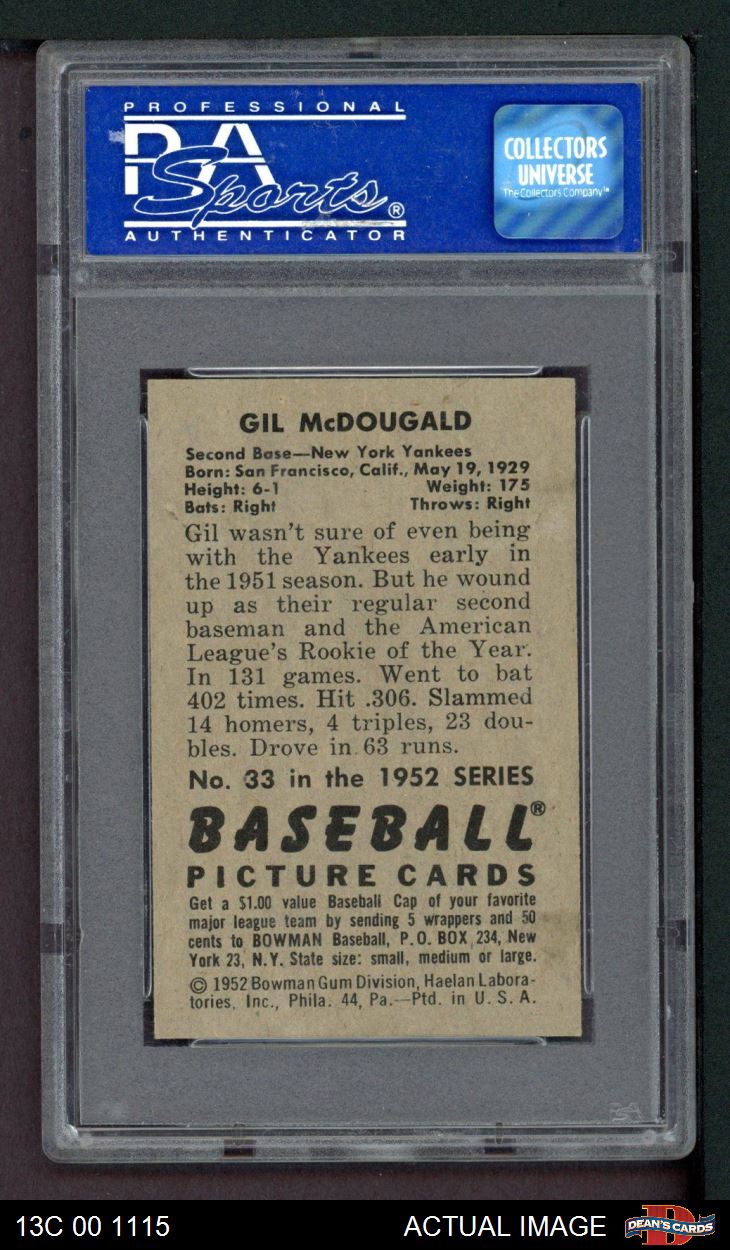 PROFESSIONAL
PSA
Sports®
AUTHENTICATOR
COLLECTORS
UNIVERSE
The Collectors Company™
GIL McDOUGALD
Second Base—New York Yankees
Born: San Francisco, Calif., May 19, 1929
Height: 6-1 Weight: 175
Bats: Right Throws: Right
Gil wasn't sure of even being
with the Yankees early in
the 1951 season. But he wound
up as their regular second
baseman and the American
League's Rookie of the Year.
In 131 games. Went to bat
402 times. Hit .306. Slammed
14 homers, 4 triples, 23 dou-
bles. Drove in 63 runs.
No. 33 in the 1952 SERIES
BASEBALL®
PICTURE CARDS
Get a $1.00 value Baseball Cap of your favorite
major league team by sending 5 wrappers and 50
cents to BOWMAN Baseball, P.O. BOX 234, New
York 23, N.Y. State size: small, medium or large.
© 1952 Bowman Gum Division, Haelan Labora-
tories, Inc., Phila. 44, Pa.—Ptd. in U. S. A.
13C 00 1115 ACTUAL IMAGE DEAN'S CARDS